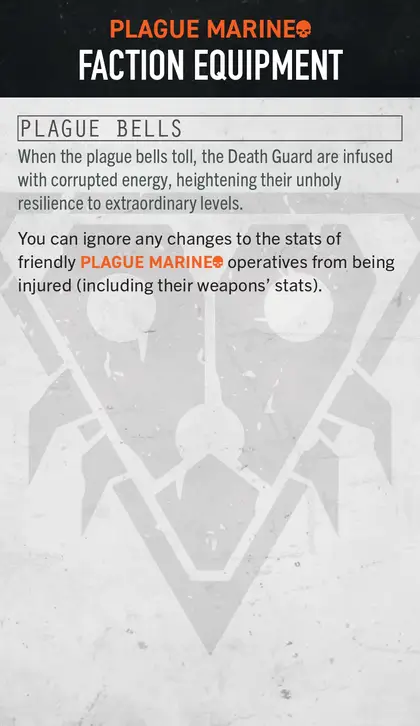 PLAGUE MARINE
FACTION EQUIPMENT
PLAGUE BELLS
When the plague bells toll, the Death Guard are infused
with corrupted energy, heightening their unholy
resilience to extraordinary levels.
You can ignore any changes to the stats of
friendly PLAGUE MARINE operatives from being
injured (including their weapons’ stats).